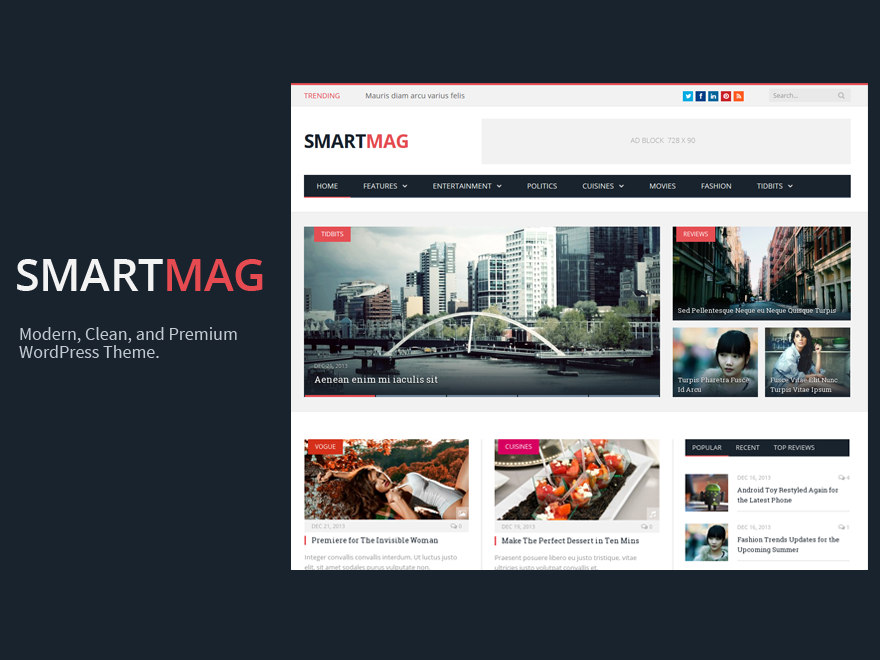 SMARTMAG
Modern, Clean, and Premium
WordPress Theme.
TRENDING Mauris diam arcu varius felis
Search...
SMARTMAG
AD BLOCK 728 X 90
HOME FEATURES ENTERTAINMENT POLITICS CUISINES MOVIES FASHION TIDBITS
TIDBITS
DEC 23, 2013
Aenean enim mi iaculis sit
REVIEWS
Sed Pellentesque Neque eu Neque Quisque Turpis
Turpis Pharetra Fusce
Id Arcu
Fusce Vitae Elit Nunc
Turpis Vitae Ipsum
VOGUE
DEC 21, 2013 0
Premiere for The Invisible Woman
Integer convallis convallis interdum. Ut luctus justo
elit, sit amet sodales purus vulputate non.
CUISINES
DEC 19, 2013 0
Make The Perfect Dessert in Ten Mins
Praesent posuere libero eu justo tristique, vitae
ultricies justo volutpat convallis et.
POPULAR RECENT TOP REVIEWS
DEC 16, 2013 4
Android Toy Restyled Again for
the Latest Phone
DEC 16, 2013 1
Fashion Trends Updates for the
Upcoming Summer